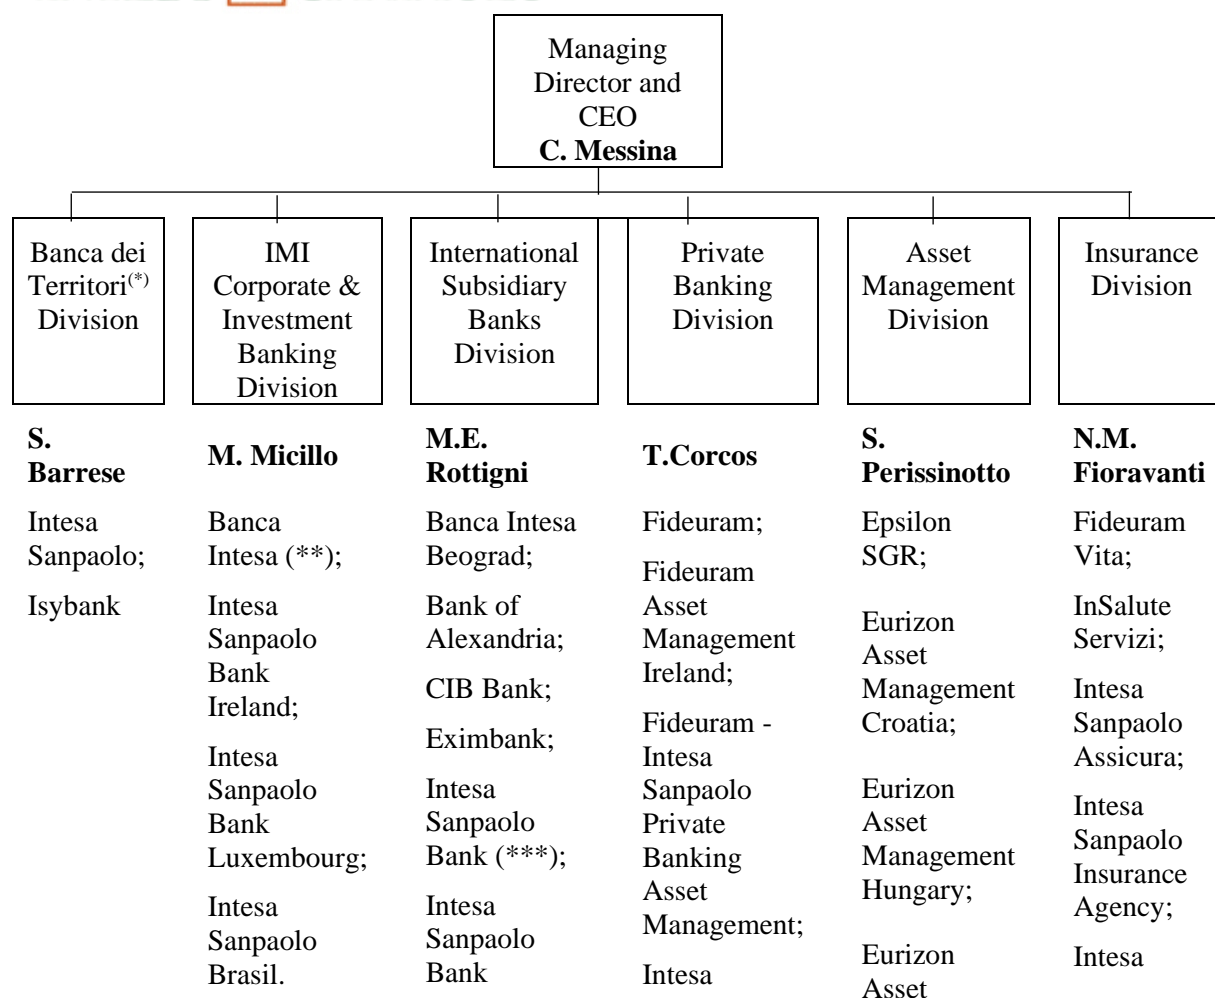 Managing
Director and
CEO
C. Messina
Banca dei
Territori(*)
Division
IMI
Corporate &
Investment
Banking
Division
International
Subsidiary
Banks
Division
Private
Banking
Division
Asset
Management
Division
Insurance
Division
S.
Barrese
Intesa
Sanpaolo;
Isybank
M. Micillo
Banca
Intesa (**);
Intesa
Sanpaolo
Bank
Ireland;
Intesa
Sanpaolo
Bank
Luxembourg;
Intesa
Sanpaolo
Brasil.
M.E.
Rottigni
Banca Intesa
Beograd;
Bank of
Alexandria;
CIB Bank;
Eximbank;
Intesa
Sanpaolo
Bank (***);
Intesa
Sanpaolo
Bank
T.Corcos
Fideuram;
Fideuram
Asset
Management
Ireland;
Fideuram -
Intesa
Sanpaolo
Private
Banking
Asset
Management;
Intesa
S.
Perissinotto
Epsilon
SGR;
Eurizon
Asset
Management
Croatia;
Eurizon
Asset
Management
Hungary;
Eurizon
Asset
N.M.
Fioravanti
Fideuram
Vita;
InSalute
Servizi;
Intesa
Sanpaolo
Assicura;
Intesa
Sanpaolo
Insurance
Agency;
Intesa